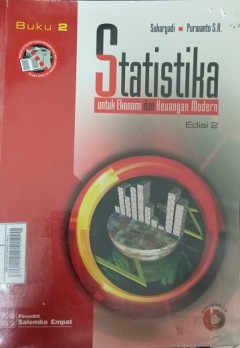 Buku 2
Suharyadi • Purwanto S.K.
Statistika
untuk Ekonomi dan Keuangan Modern
Edisi 2
Penerbit
Salemba Empat